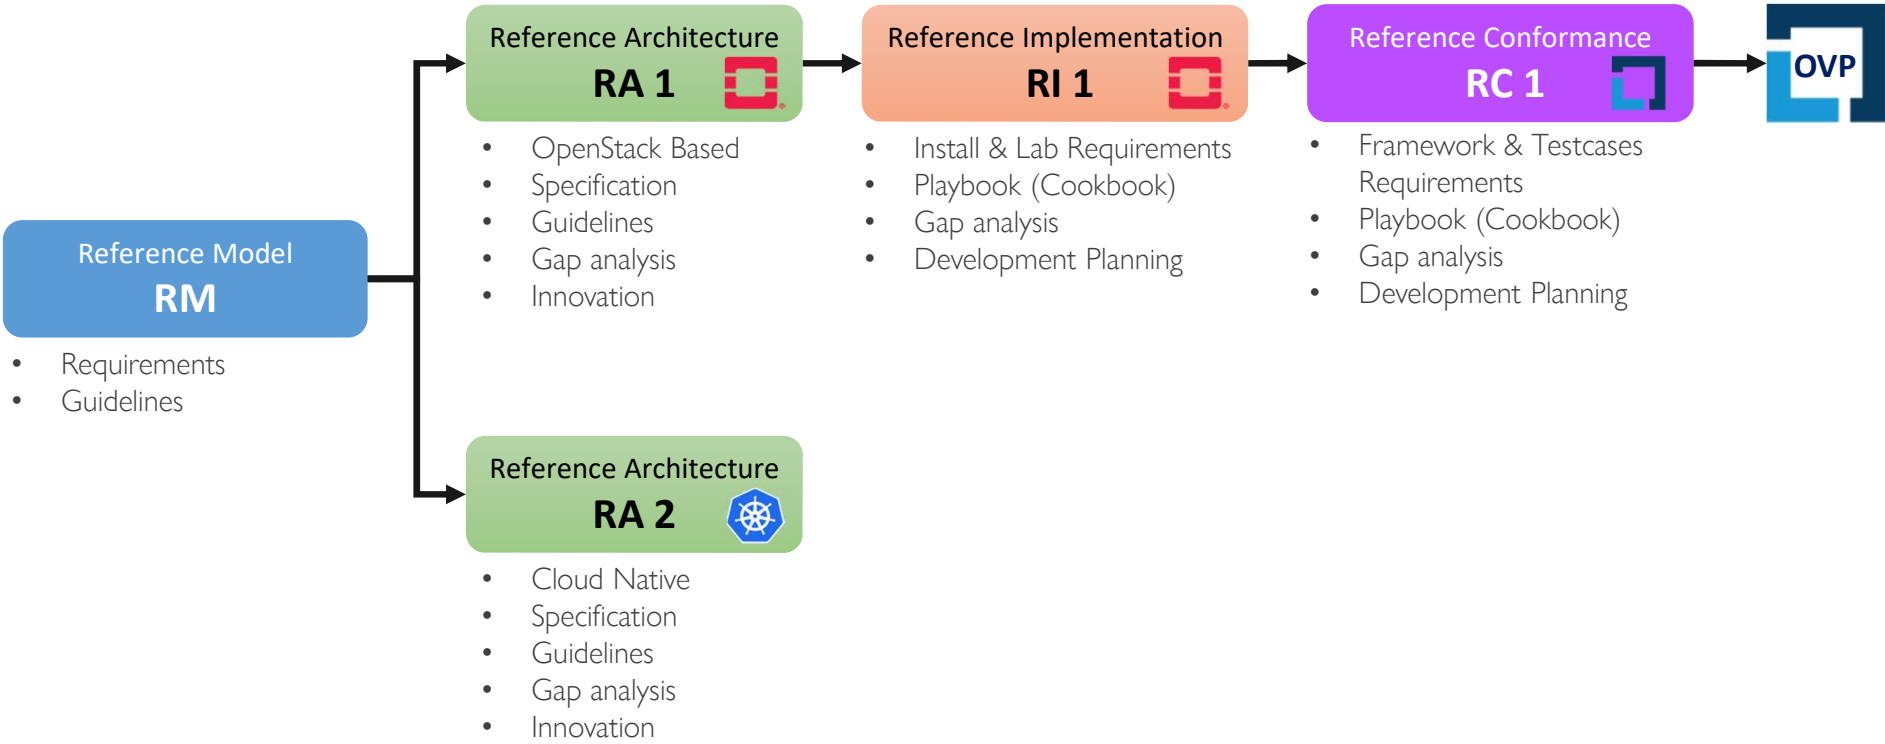 Reference Model
RM
• Requirements
• Guidelines
Reference Architecture
RA 1
• OpenStack Based
• Specification
• Guidelines
• Gap analysis
• Innovation
Reference Implementation
RI 1
• Install & Lab Requirements
• Playbook (Cookbook)
• Gap analysis
• Development Planning
Reference Conformance
RC 1
• Framework & Testcases
Requirements
• Playbook (Cookbook)
• Gap analysis
• Development Planning
OVP
Reference Architecture
RA 2
• Cloud Native
• Specification
• Guidelines
• Gap analysis
• Innovation